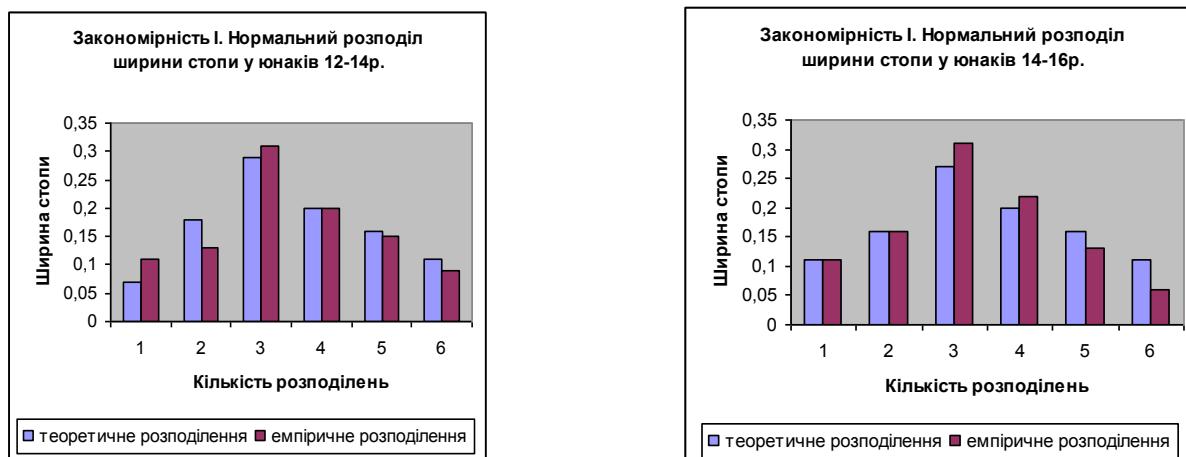 Закономірність І. Нормальний розподіл
ширини стопи у юнаків 12-14р.
Ширина стопи
0,35
0,3
0,25
0,2
0,15
0,1
0,05
0
1 2 3 4 5 6
Кількість розподілень
теоретичне розподілення емпіричне розподілення
Закономірність І. Нормальний розподіл
ширини стопи у юнаків 14-16р.
Ширина стопи
0,35
0,3
0,25
0,2
0,15
0,1
0,05
0
1 2 3 4 5 6
Кількість розподілень
теоретичне розподілення емпіричне розподілення